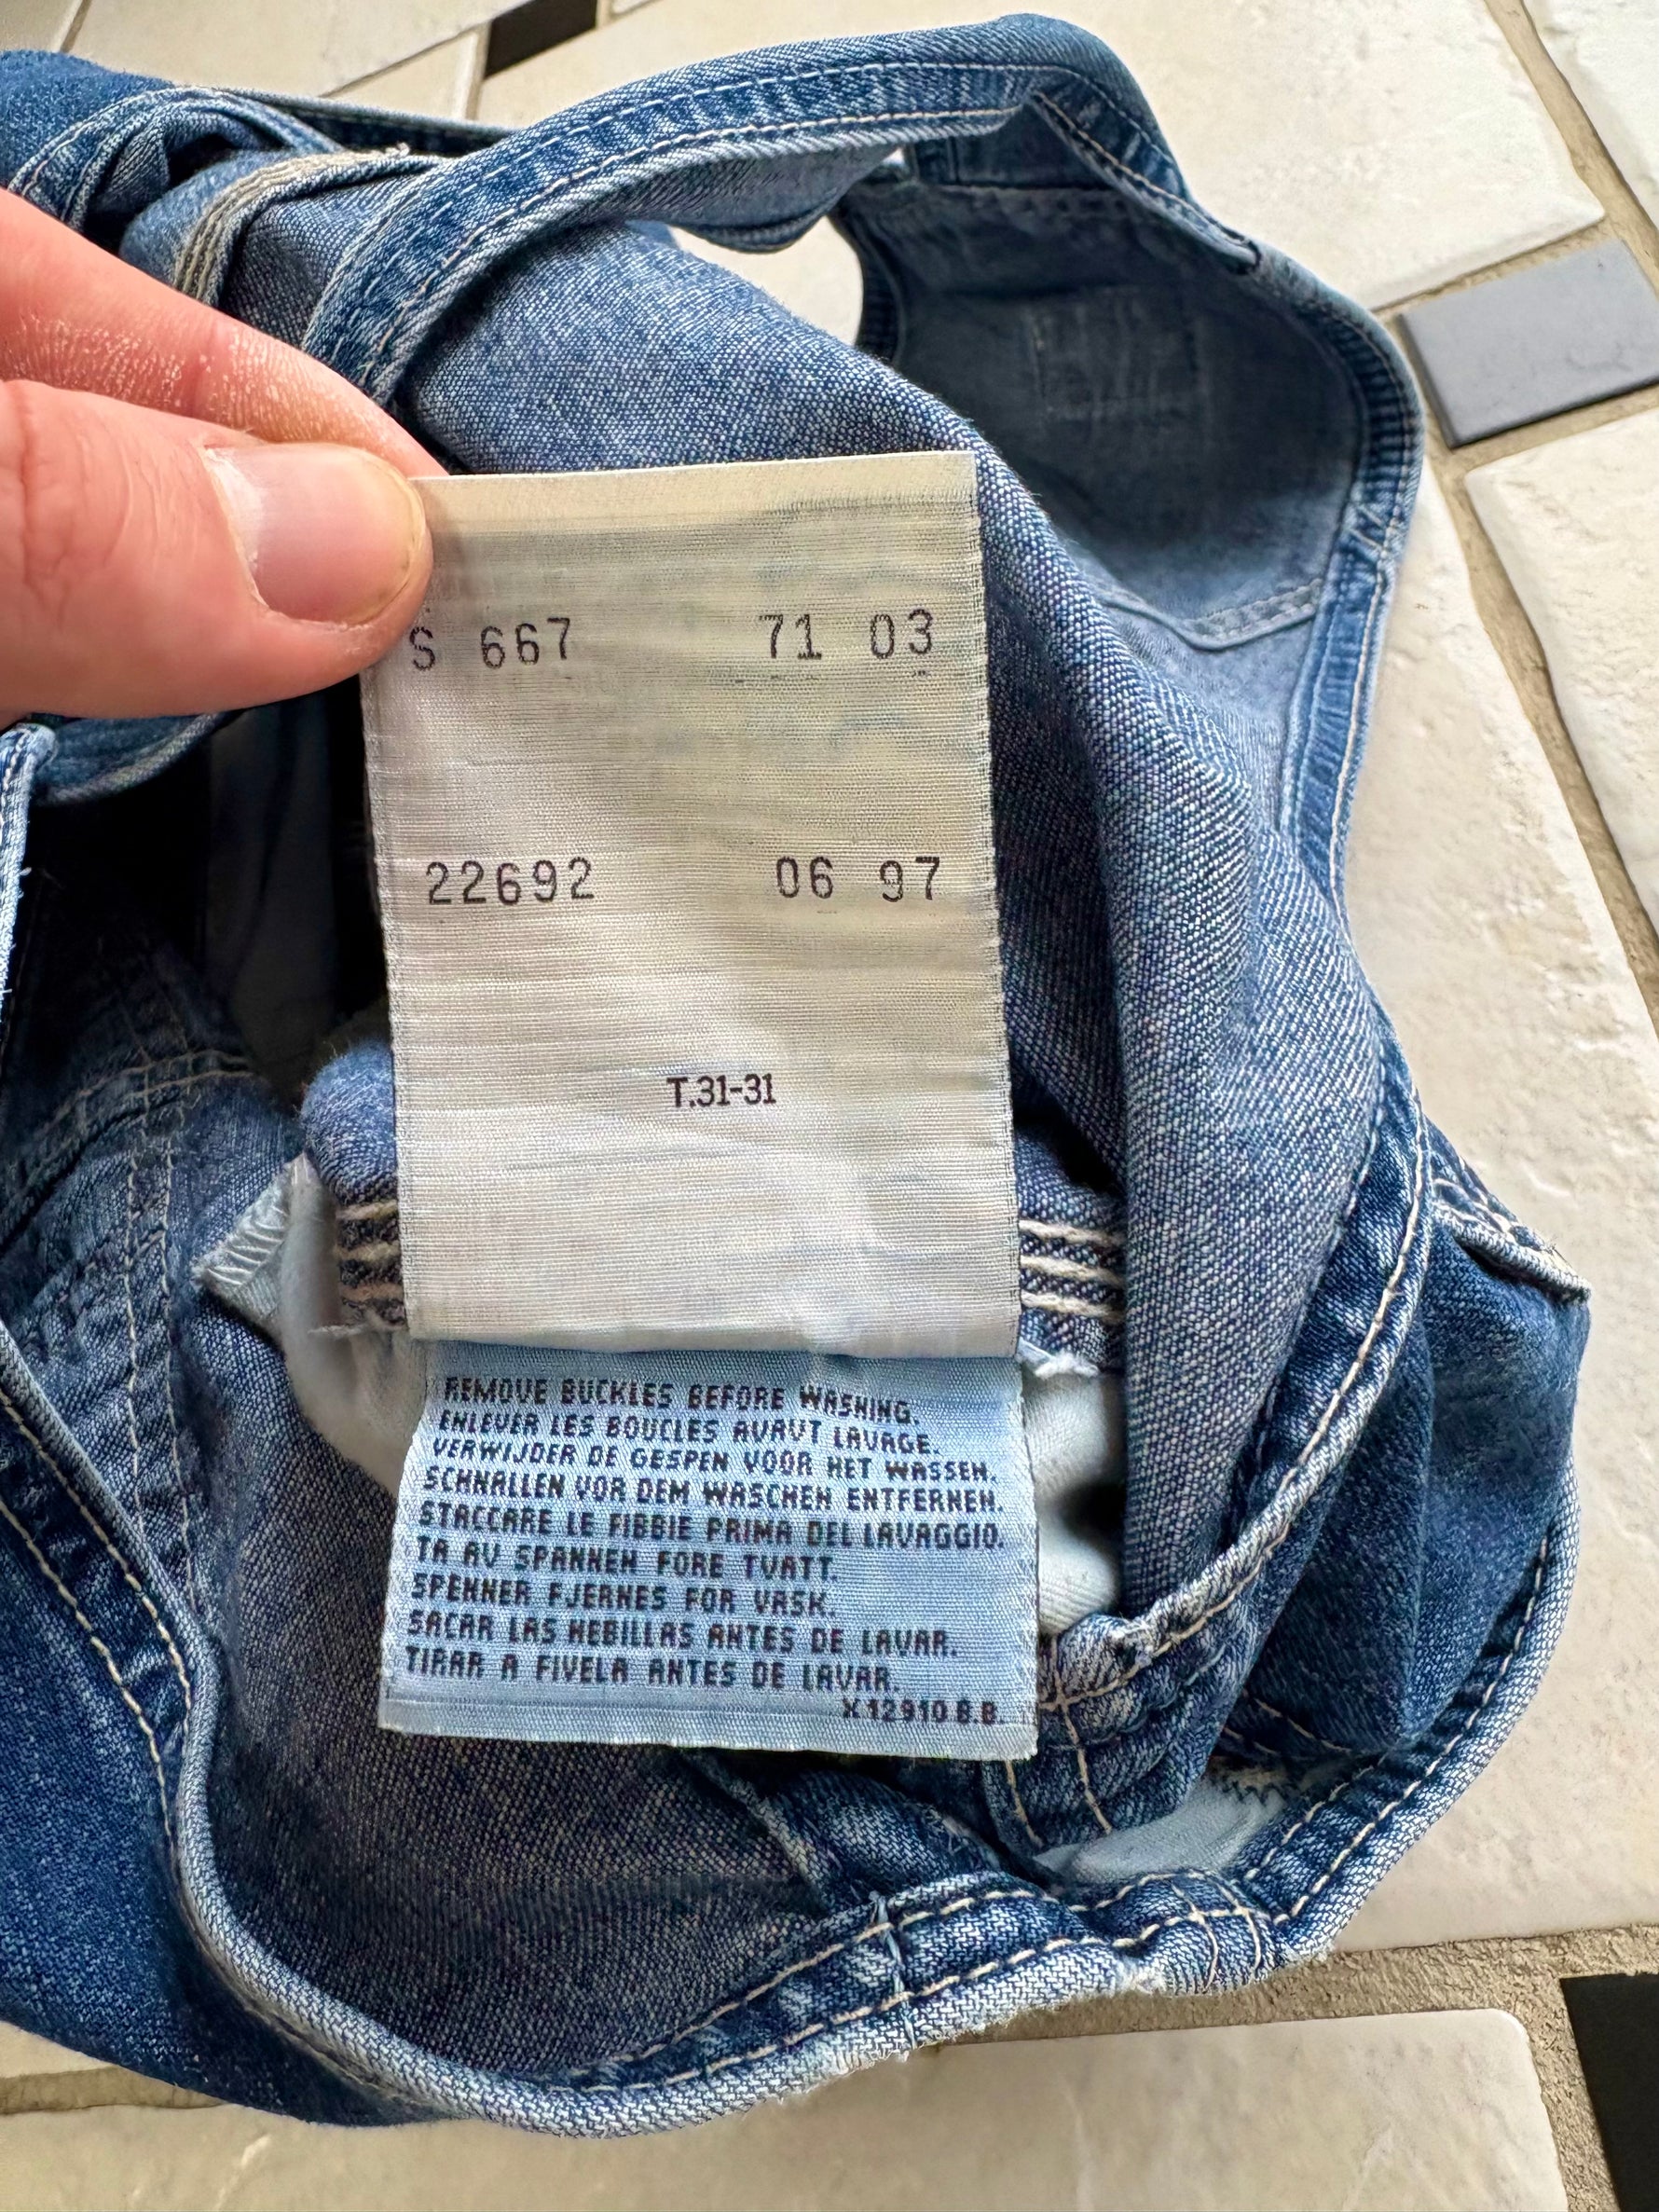 S 667 71 03
22692 06 97
T.31-31
REMOVE BUCKLES BEFORE WASHING.
ENLEVER LES BOUCLES AVAUT LAVAGE.
VERWIJDER DE GESPEN VOOR HET WASSEN.
SCHNALLEN VOR DEM WASCHEN ENTFERNEN.
STACCARE LE FIBBIE PRIMA DEL LAVAGGIO.
TA AV SPANNEN FORE TVATT.
SPENNER FJERNES FOR VASK.
SACAR LAS HEBILLAS ANTES DE LAVAR.
TIRAR A FIVELA ANTES DE LAVAR.
X12910 B.B.